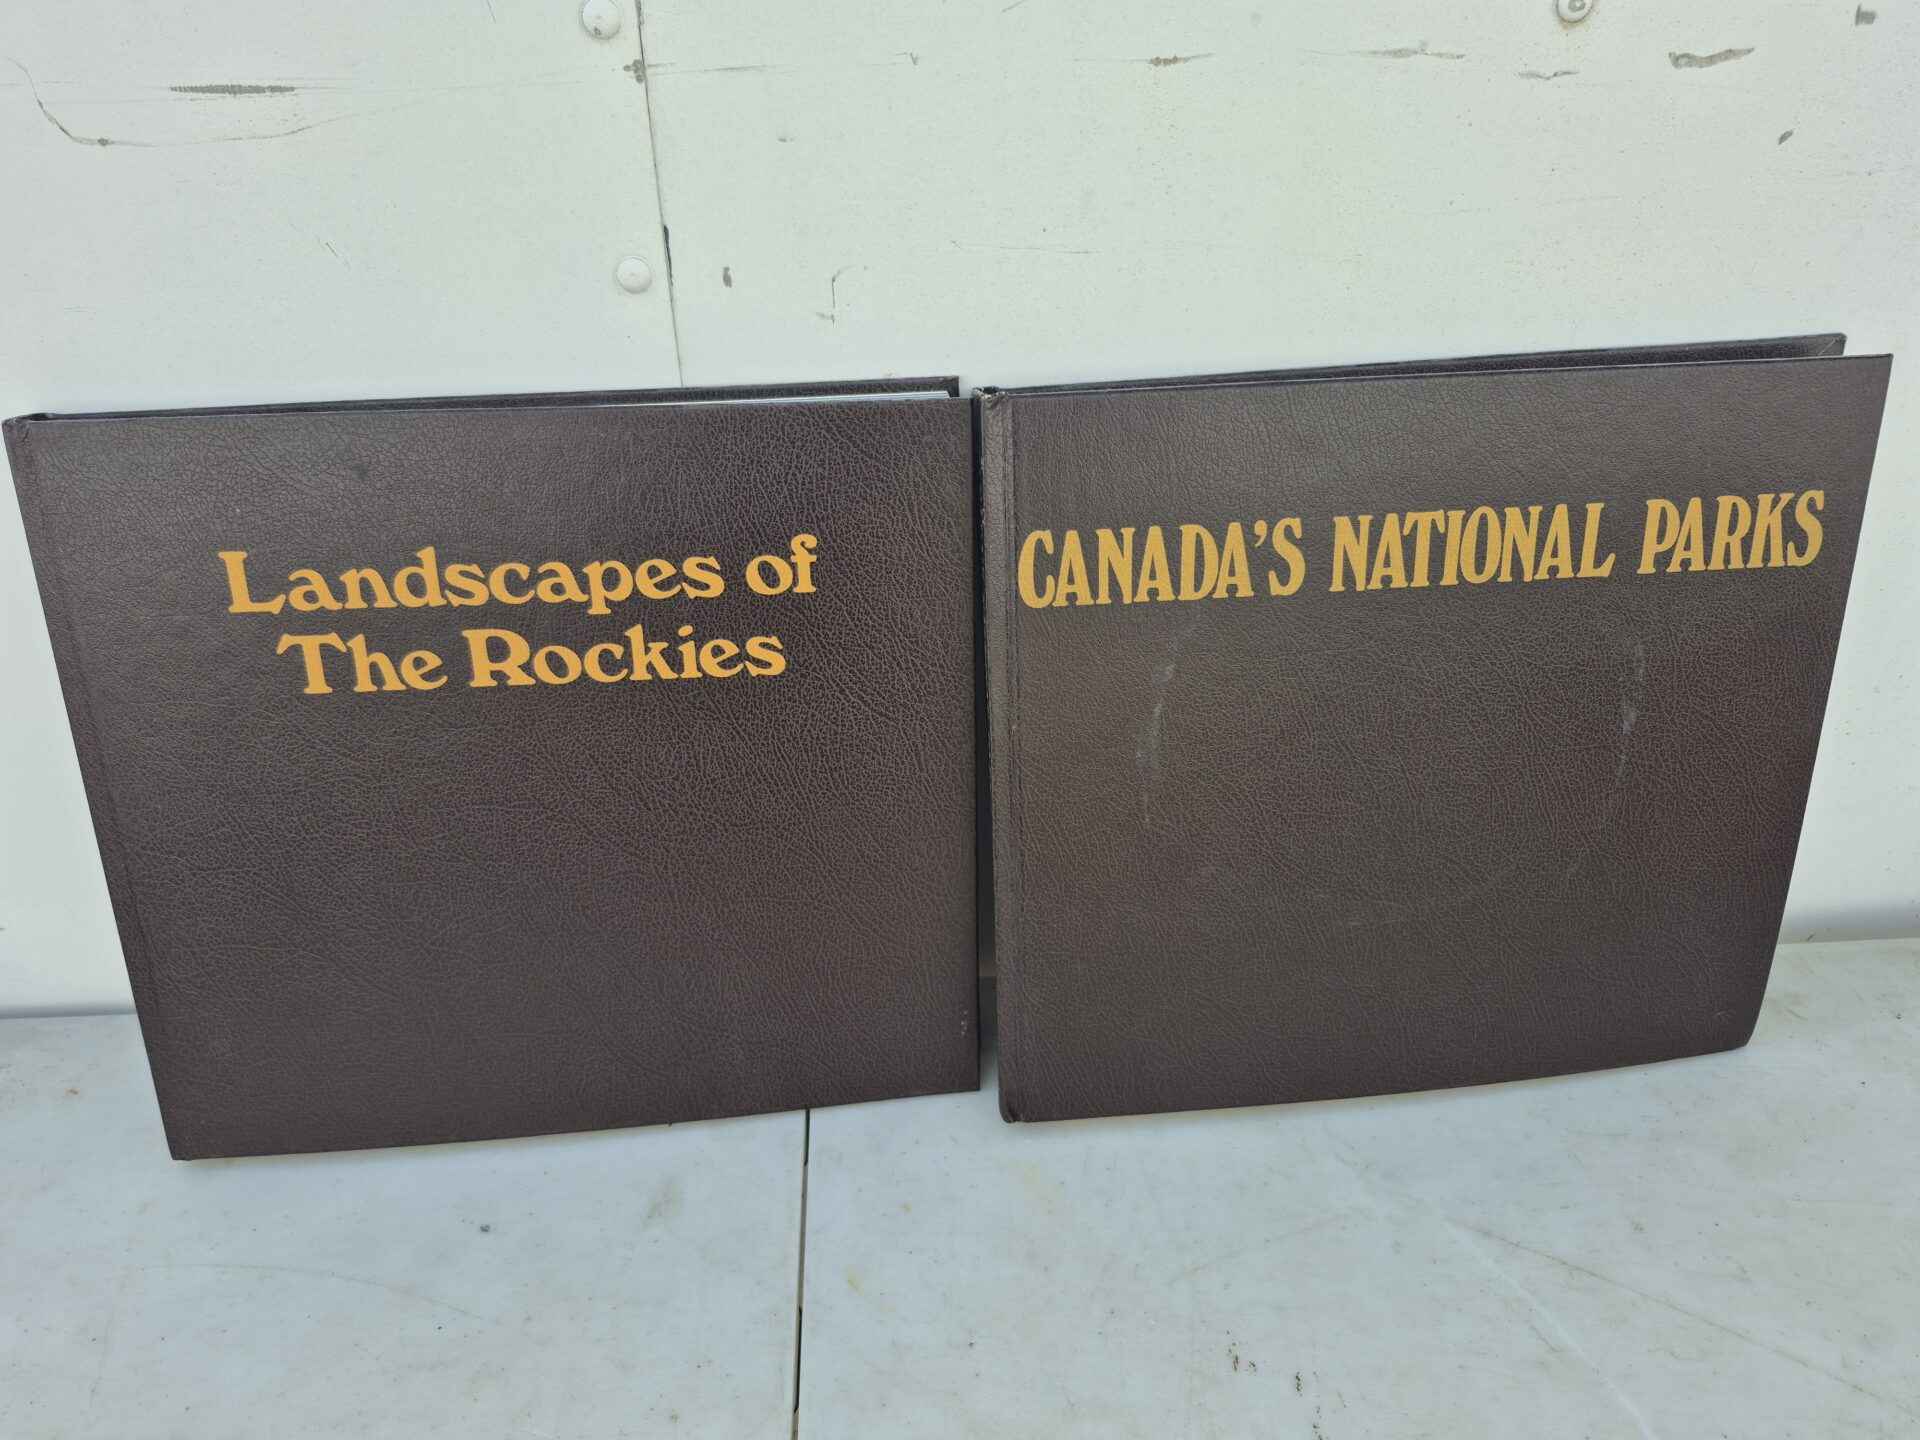 Landscapes of
The Rockies
CANADA'S NATIONAL PARKS